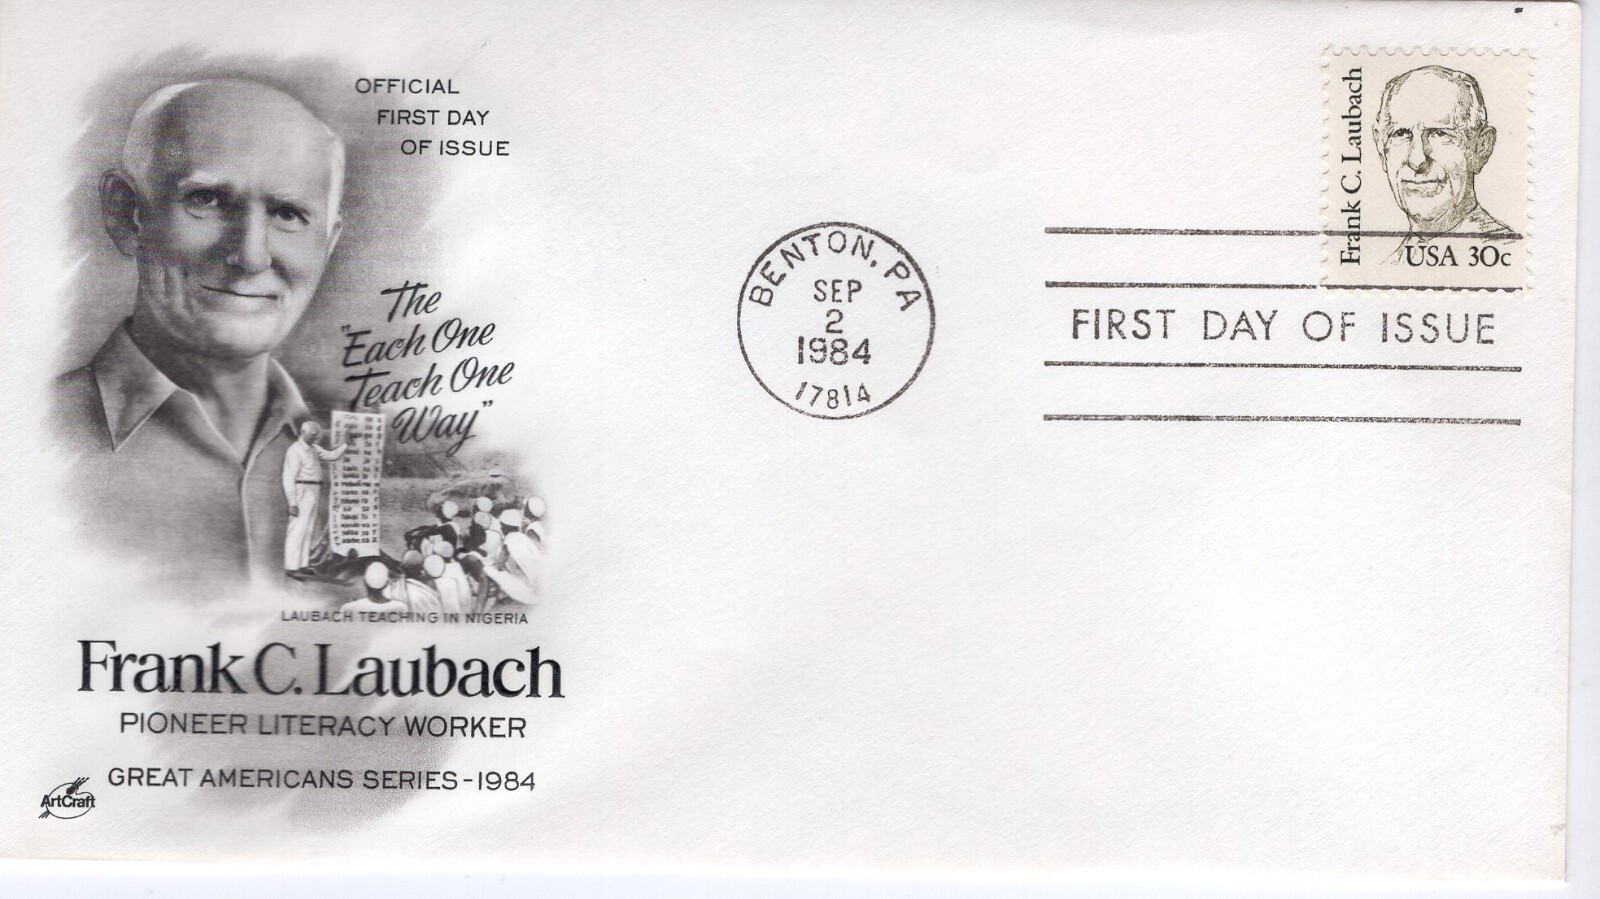 OFFICIAL
FIRST DAY
OF ISSUE
The
"Each One
Teach One
Way"
LAUBACH TEACHING IN NIGERIA
Frank C. Laubach
PIONEER LITERACY WORKER
GREAT AMERICANS SERIES - 1984
ArtCraft
BENTON, PA
SEP
2
1984
17814
Frank C. Laubach
USA 30c
FIRST DAY OF ISSUE